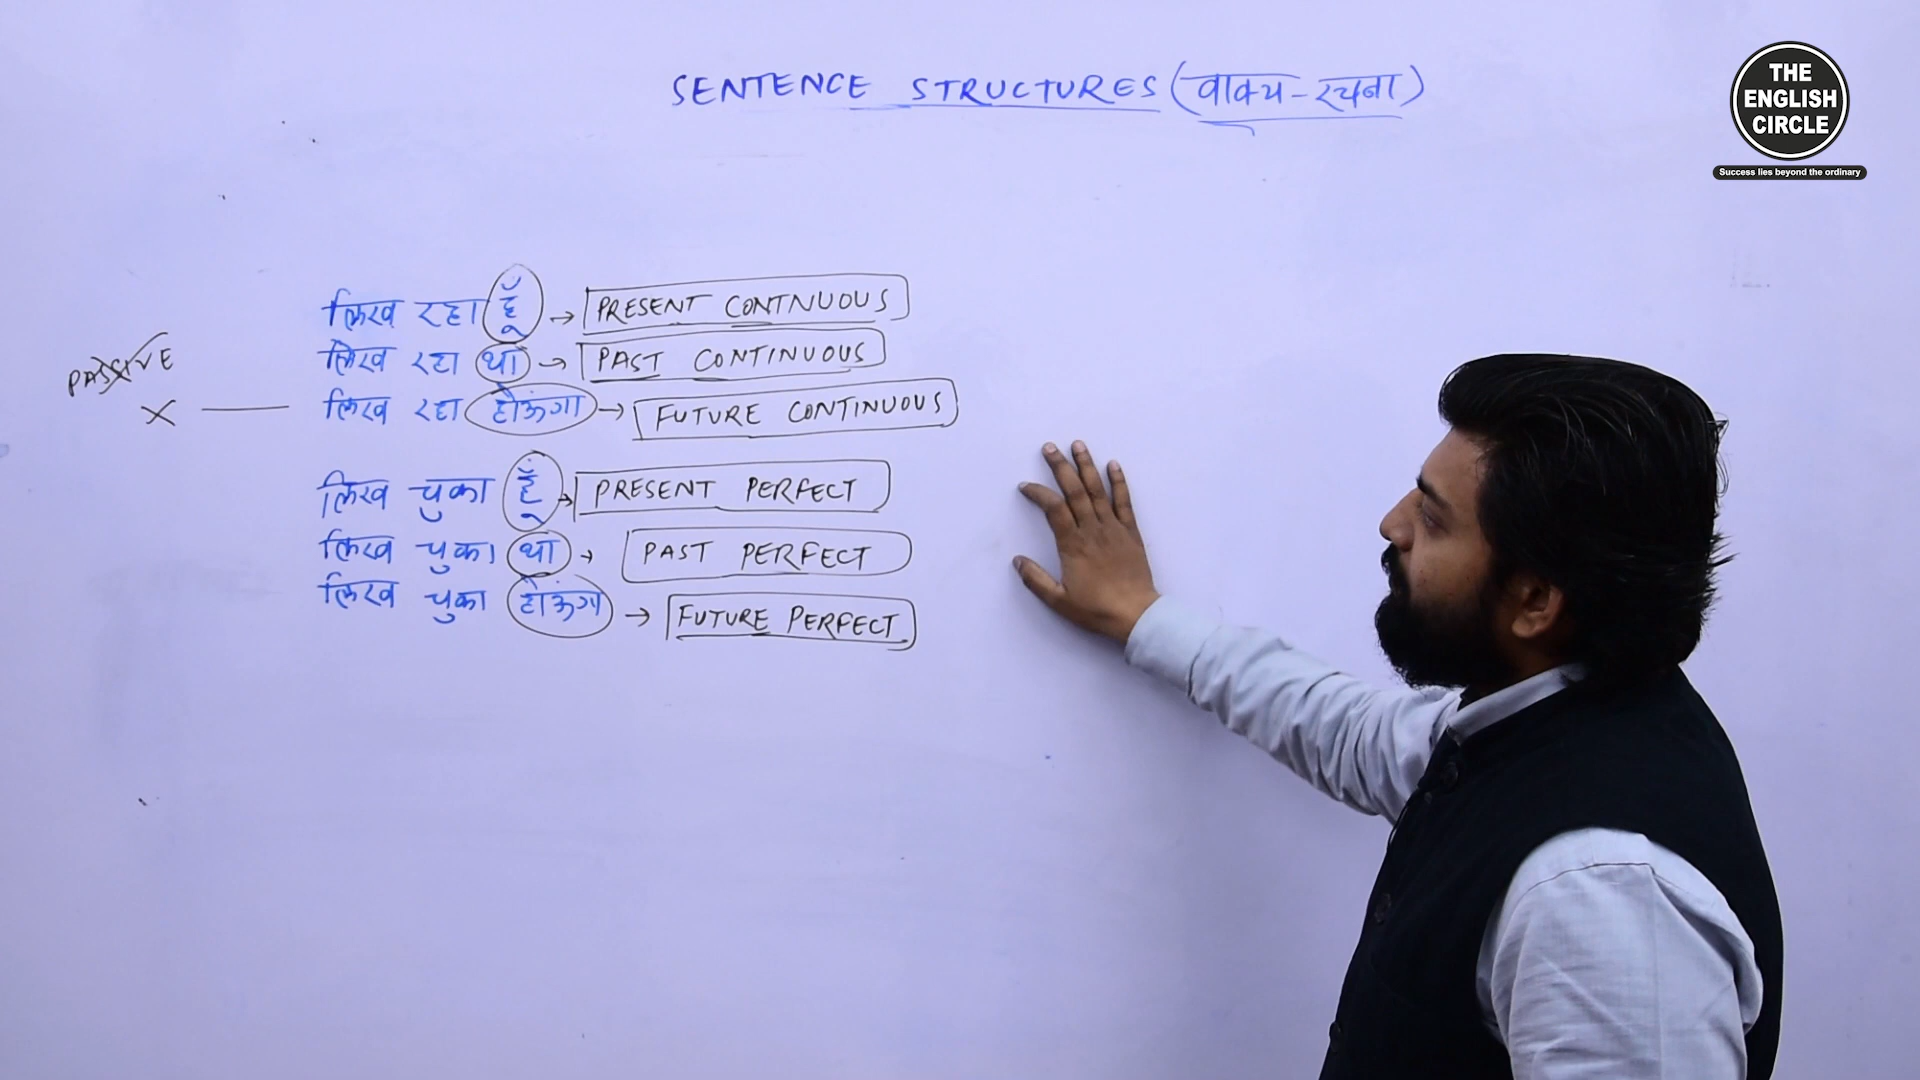 SENTENCE STRUCTURES (वाक्य-रचना)
THE
ENGLISH
CIRCLE
Success lies beyond the ordinary
लिख रहा हूँ → PRESENT CONTNUOUS
लिख रहा था → PAST CONTINUOUS
PASSIVE
X — लिख रहा होऊंगा → FUTURE CONTINUOUS
लिख चुका हूँ → PRESENT PERFECT
लिख चुका था → PAST PERFECT
लिख चुका होऊंगा → FUTURE PERFECT